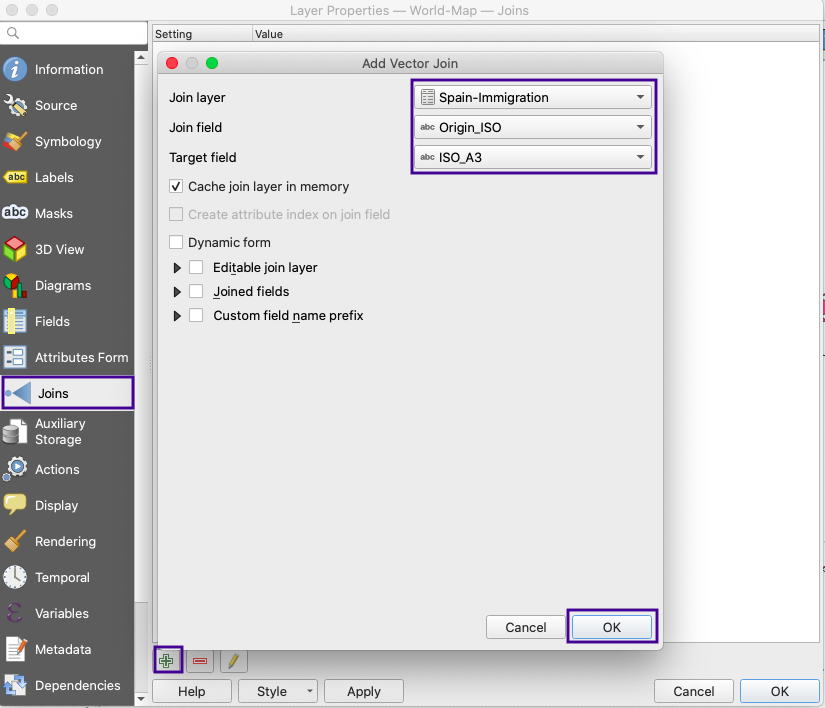 Layer Properties — World-Map — Joins
Information
Source
Symbology
abc Labels
abc Masks
3D View
Diagrams
Fields
Attributes Form
Joins
Auxiliary
Storage
Actions
Display
Rendering
Temporal
Variables
Metadata
Dependencies
Setting Value
Add Vector Join
Join layer Spain-Immigration
Join field abc Origin_ISO
Target field abc ISO_A3
Cache join layer in memory
Create attribute index on join field
Dynamic form
Editable join layer
Joined fields
Custom field name prefix
Cancel OK
Help Style Apply Cancel OK